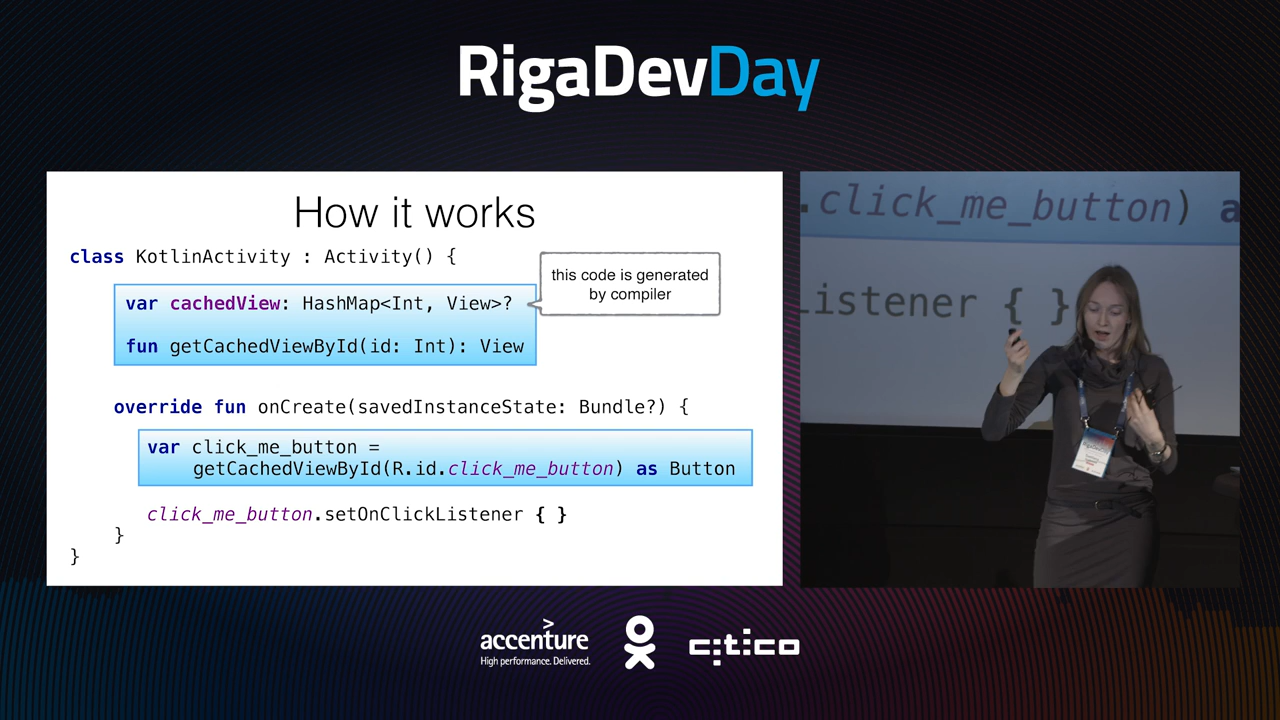 RigaDevDay
How it works
class KotlinActivity : Activity() {
this code is generated
by compiler
var cachedView: HashMap<Int, View>?
fun getCachedViewById(id: Int): View
override fun onCreate(savedInstanceState: Bundle?) {
var click_me_button =
getCachedViewById(R.id.click_me_button) as Button
click_me_button.setOnClickListener { }
}
}
.click_me_button) a
istener { }
>
accenture
High performance. Delivered.
citico